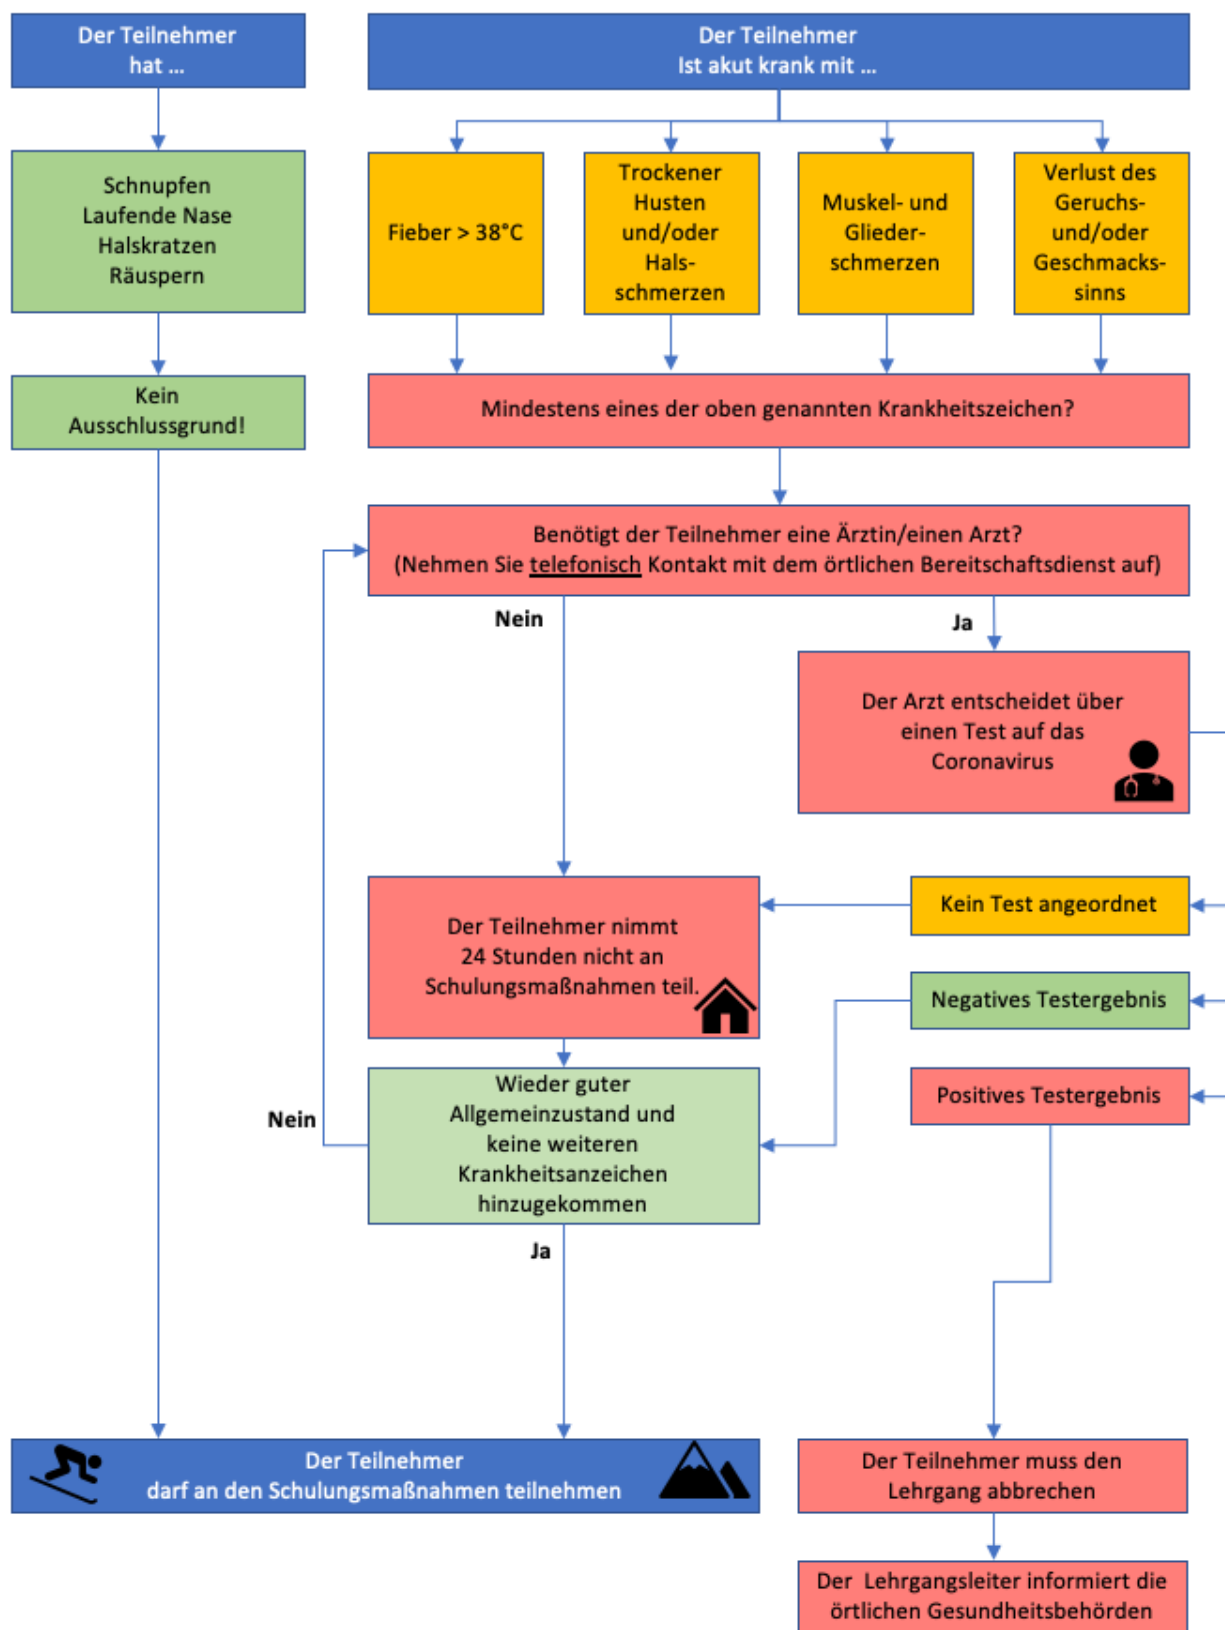 Der Teilnehmer
hat ...
Der Teilnehmer
Ist akut krank mit ...
Schnupfen
Laufende Nase
Halskratzen
Räuspern
Fieber > 38°C
Trockener
Husten
und/oder
Hals-
schmerzen
Muskel- und
Glieder-
schmerzen
Verlust des
Geruchs-
und/oder
Geschmacks-
sinns
Kein
Ausschlussgrund!
Mindestens eines der oben genannten Krankheitszeichen?
Benötigt der Teilnehmer eine Ärztin/einen Arzt?
(Nehmen Sie telefonisch Kontakt mit dem örtlichen Bereitschaftsdienst auf)
Nein
Ja
Der Arzt entscheidet über
einen Test auf das
Coronavirus
Der Teilnehmer nimmt
24 Stunden nicht an
Schulungsmaßnahmen teil.
Kein Test angeordnet
Negatives Testergebnis
Positives Testergebnis
Wieder guter
Allgemeinzustand und
keine weiteren
Krankheitsanzeichen
hinzugekommen
Nein
Ja
Der Teilnehmer
darf an den Schulungsmaßnahmen teilnehmen
Der Teilnehmer muss den
Lehrgang abbrechen
Der  Lehrgangsleiter informiert die
örtlichen Gesundheitsbehörden